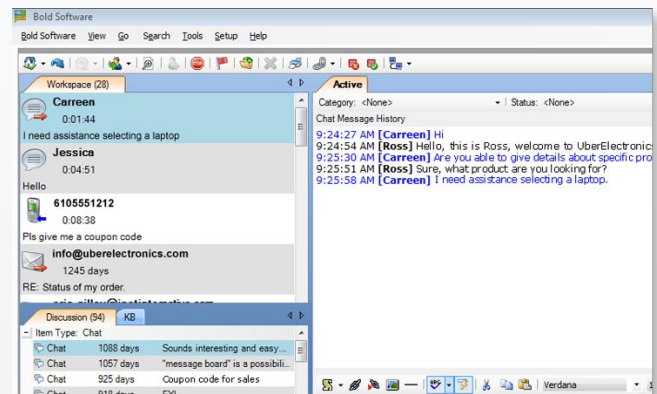 Bold Software
Bold Software View Go Search Tools Setup Help
Workspace (28)
Carreen
0:01:44
I need assistance selecting a laptop
Jessica
0:04:51
Hello
6105551212
0:08:38
Pls give me a coupon code
info@uberelectronics.com
1245 days
RE: Status of my order.
Discussion (94) KB
Item Type: Chat
Chat 1088 days Sounds interesting and easy...
Chat 1057 days "message board" is a possibili...
Chat 925 days Coupon code for sales
Chat 918 days
Active
Category: <None> Status: <None>
Chat Message History
9:24:27 AM [Carreen] Hi
9:24:54 AM [Ross] Hello, this is Ross, welcome to UberElectronic
9:25:30 AM [Carreen] Are you able to give details about specific pro
9:25:51 AM [Ross] Sure, what product are you looking for?
9:25:58 AM [Carreen] I need assistance selecting a laptop.
Verdana